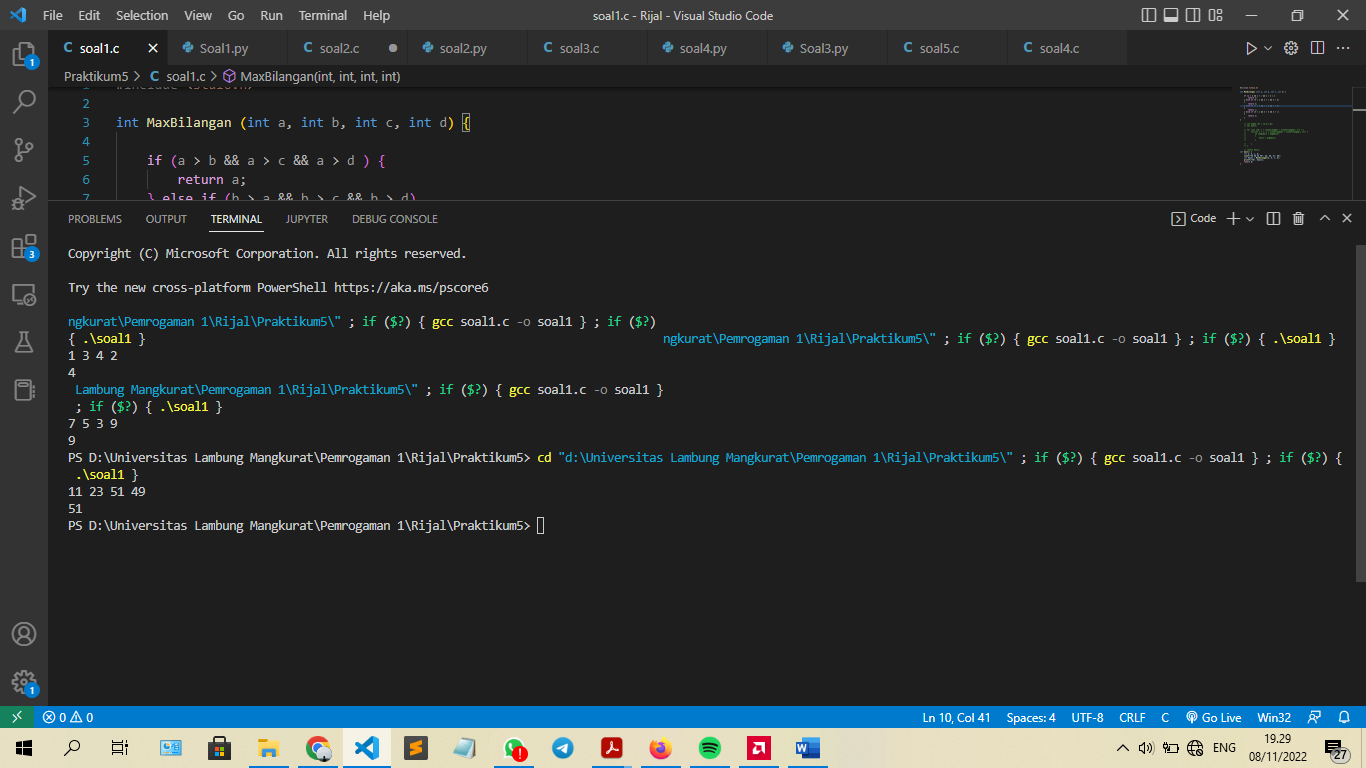 File Edit Selection View Go Run Terminal Help soal1.c - Rijal - Visual Studio Code
soal1.c Soal1.py soal2.c soal2.py soal3.c soal4.py Soal3.py soal5.c soal4.c
Praktikum5 > soal1.c > MaxBilangan(int, int, int, int)
1 #include <stdio.h>
2
3 int MaxBilangan (int a, int b, int c, int d) {
4
5 if (a > b && a > c && a > d ) {
6 return a;
7 } else if (b > a && b > c && b > d)
PROBLEMS OUTPUT TERMINAL JUPYTER DEBUG CONSOLE Code
Copyright (C) Microsoft Corporation. All rights reserved.
Try the new cross-platform PowerShell https://aka.ms/pscore6
ngkurat\Pemrogaman 1\Rijal\Praktikum5\" ; if ($?) { gcc soal1.c -o soal1 } ; if ($?)
{ .\soal1 } ngkurat\Pemrogaman 1\Rijal\Praktikum5\" ; if ($?) { gcc soal1.c -o soal1 } ; if ($?) { .\soal1 }
1 3 4 2
4
Lambung Mangkurat\Pemrogaman 1\Rijal\Praktikum5\" ; if ($?) { gcc soal1.c -o soal1 }
; if ($?) { .\soal1 }
7 5 3 9
9
PS D:\Universitas Lambung Mangkurat\Pemrogaman 1\Rijal\Praktikum5> cd "d:\Universitas Lambung Mangkurat\Pemrogaman 1\Rijal\Praktikum5\" ; if ($?) { gcc soal1.c -o soal1 } ; if ($?) {
.\soal1 }
11 23 51 49
51
PS D:\Universitas Lambung Mangkurat\Pemrogaman 1\Rijal\Praktikum5>
1
3
1
0 0 Ln 10, Col 41 Spaces: 4 UTF-8 CRLF C Go Live Win32
ENG 19.29
08/11/2022 27